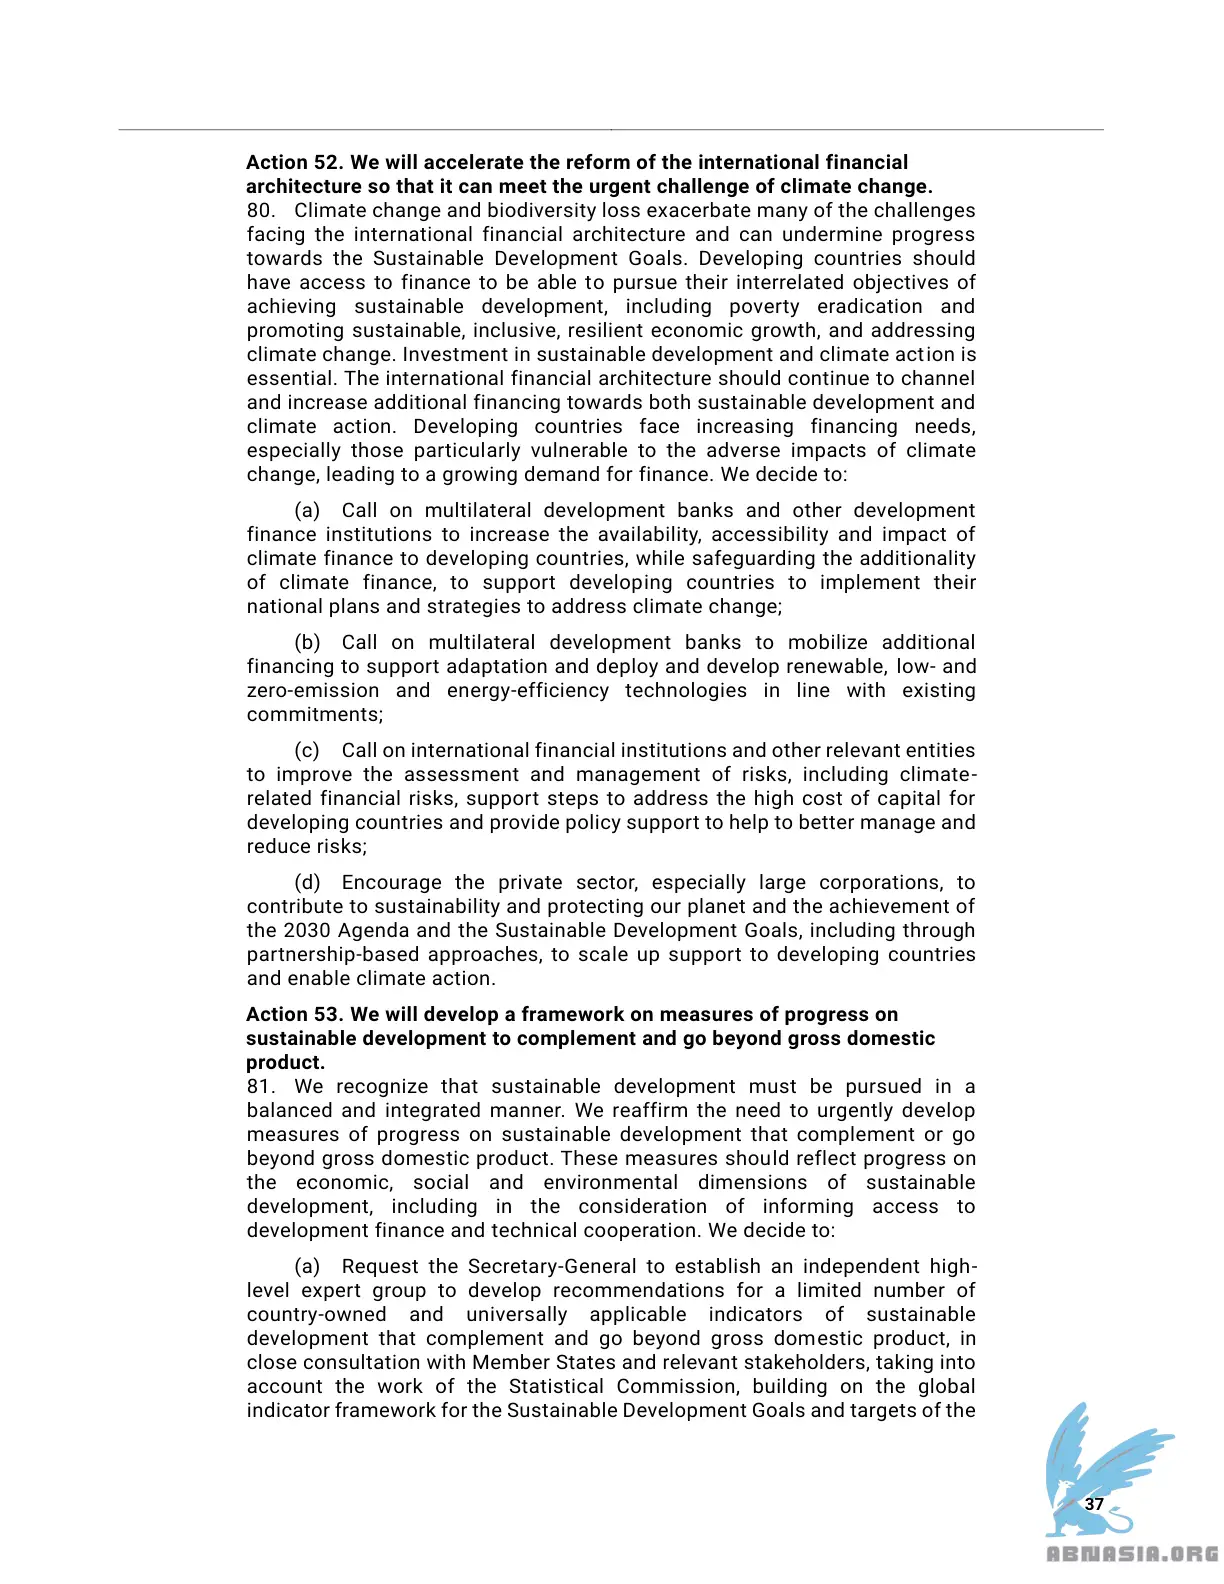 Action 52. We will accelerate the reform of the international financial
architecture so that it can meet the urgent challenge of climate change.
80. Climate change and biodiversity loss exacerbate many of the challenges
facing the international financial architecture and can undermine progress
towards the Sustainable Development Goals. Developing countries should
have access to finance to be able to pursue their interrelated objectives of
achieving sustainable development, including poverty eradication and
promoting sustainable, inclusive, resilient economic growth, and addressing
climate change. Investment in sustainable development and climate action is
essential. The international financial architecture should continue to channel
and increase additional financing towards both sustainable development and
climate action. Developing countries face increasing financing needs,
especially those particularly vulnerable to the adverse impacts of climate
change, leading to a growing demand for finance. We decide to:
(a) Call on multilateral development banks and other development
finance institutions to increase the availability, accessibility and impact of
climate finance to developing countries, while safeguarding the additionality
of climate finance, to support developing countries to implement their
national plans and strategies to address climate change;
(b) Call on multilateral development banks to mobilize additional
financing to support adaptation and deploy and develop renewable, low- and
zero-emission and energy-efficiency technologies in line with existing
commitments;
(c) Call on international financial institutions and other relevant entities
to improve the assessment and management of risks, including climate-
related financial risks, support steps to address the high cost of capital for
developing countries and provide policy support to help to better manage and
reduce risks;
(d) Encourage the private sector, especially large corporations, to
contribute to sustainability and protecting our planet and the achievement of
the 2030 Agenda and the Sustainable Development Goals, including through
partnership-based approaches, to scale up support to developing countries
and enable climate action.
Action 53. We will develop a framework on measures of progress on
sustainable development to complement and go beyond gross domestic
product.
81. We recognize that sustainable development must be pursued in a
balanced and integrated manner. We reaffirm the need to urgently develop
measures of progress on sustainable development that complement or go
beyond gross domestic product. These measures should reflect progress on
the economic, social and environmental dimensions of sustainable
development, including in the consideration of informing access to
development finance and technical cooperation. We decide to:
(a) Request the Secretary-General to establish an independent high-
level expert group to develop recommendations for a limited number of
country-owned and universally applicable indicators of sustainable
development that complement and go beyond gross domestic product, in
close consultation with Member States and relevant stakeholders, taking into
account the work of the Statistical Commission, building on the global
indicator framework for the Sustainable Development Goals and targets of the
37
ABNASIA.ORG